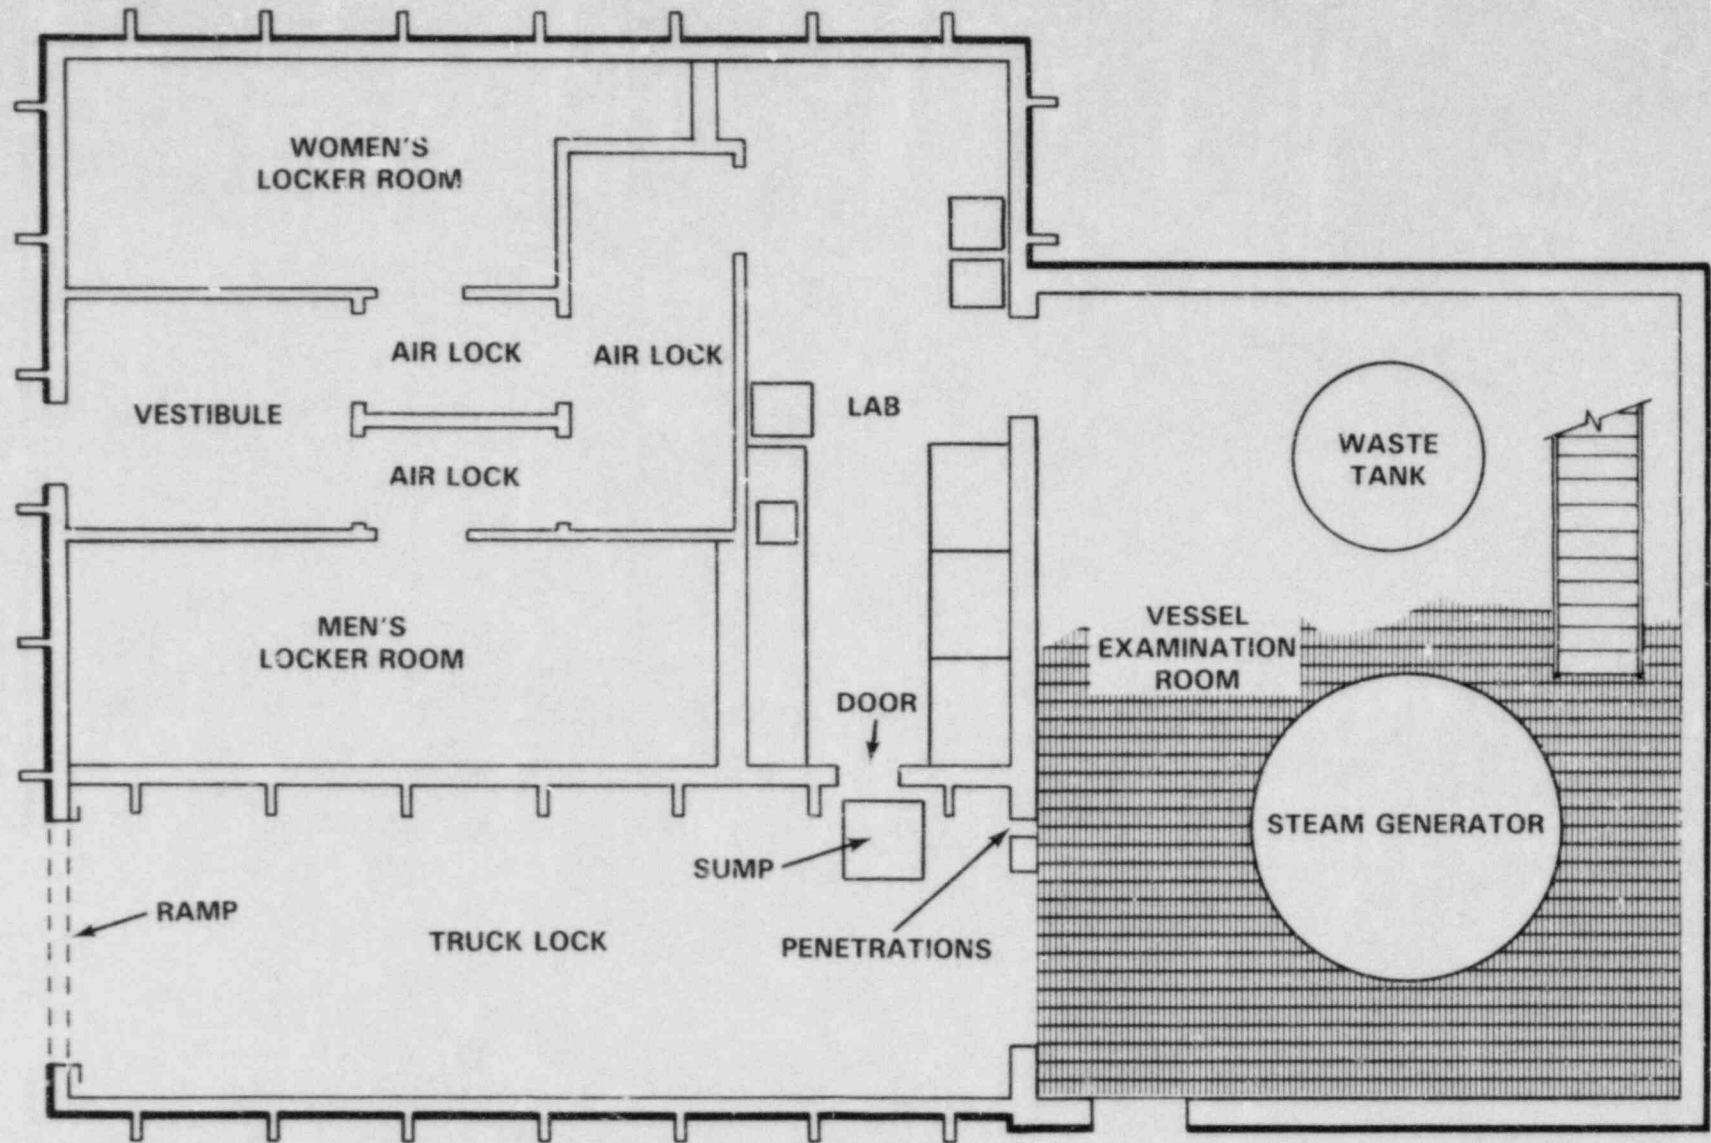 WOMEN'S
LOCKER ROOM
AIR LOCK
AIR LOCK
VESTIBULE
LAB
WASTE
TANK
AIR LOCK
MEN'S
LOCKER ROOM
VESSEL
EXAMINATION
ROOM
DOOR
STEAM GENERATOR
SUMP
RAMP
TRUCK LOCK
PENETRATIONS